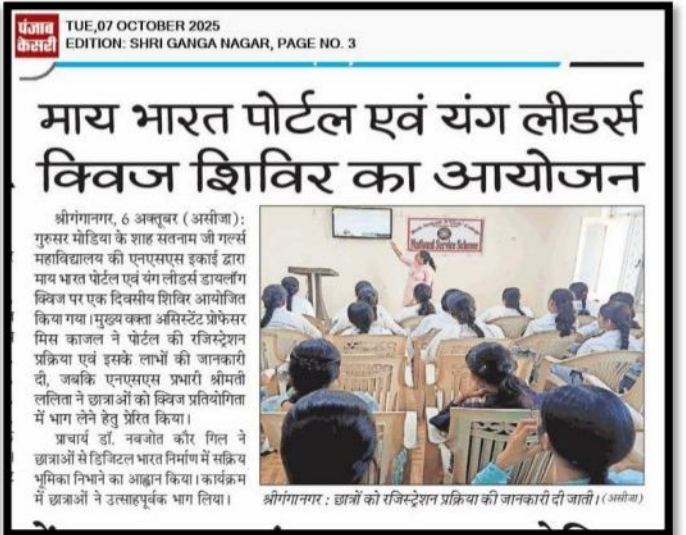 पंजाब
केसरी
TUE,07 OCTOBER 2025
EDITION: SHRI GANGA NAGAR, PAGE NO. 3
माय भारत पोर्टल एवं यंग लीडर्स
क्विज शिविर का आयोजन
श्रीगंगानगर, 6 अक्तूबर (असीजा):
गुरुसर मोडिया के शाह सतनाम जी गर्ल्स
महाविद्यालय की एनएसएस इकाई द्वारा
माय भारत पोर्टल एवं यंग लीडर्स डायलॉग
क्विज पर एक दिवसीय शिविर आयोजित
किया गया। मुख्य वक्ता असिस्टेंट प्रोफेसर
मिस काजल ने पोर्टल की रजिस्ट्रेशन
प्रक्रिया एवं इसके लाभों की जानकारी
दी, जबकि एनएसएस प्रभारी श्रीमती
ललिता ने छात्राओं को क्विज प्रतियोगिता
में भाग लेने हेतु प्रेरित किया।
प्राचार्य डॉ. नवजोत कौर गिल ने
छात्राओं से डिजिटल भारत निर्माण में सक्रिय
भूमिका निभाने का आह्वान किया। कार्यक्रम
में छात्राओं ने उत्साहपूर्वक भाग लिया।
National Service Scheme
श्रीगंगानगर : छात्रों को रजिस्ट्रेशन प्रक्रिया की जानकारी दी जाती। (असीजा)